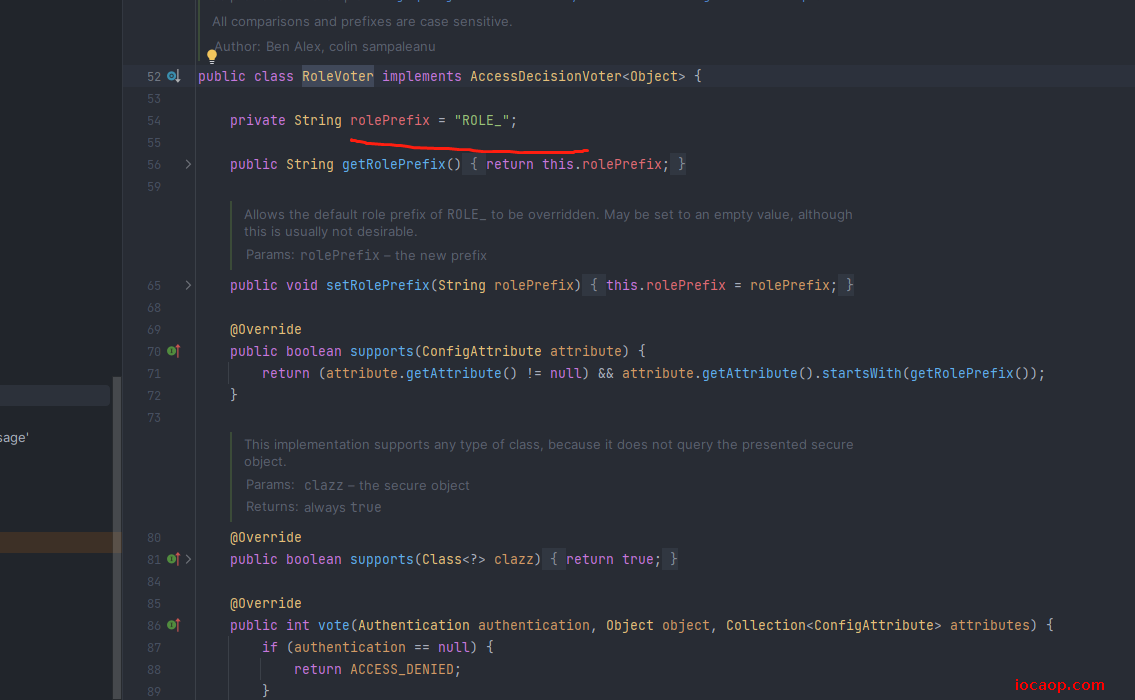 All comparisons and prefixes are case sensitive.
Author: Ben Alex, colin sampaleanu
52 public class RoleVoter implements AccessDecisionVoter<Object> {
53
54 private String rolePrefix = "ROLE_";
55
56 public String getRolePrefix() { return this.rolePrefix; }
59
Allows the default role prefix of ROLE_ to be overridden. May be set to an empty value, although
this is usually not desirable.
Params: rolePrefix – the new prefix
65 public void setRolePrefix(String rolePrefix) { this.rolePrefix = rolePrefix; }
68
69 @Override
70 public boolean supports(ConfigAttribute attribute) {
71 return (attribute.getAttribute() != null) && attribute.getAttribute().startsWith(getRolePrefix());
72 }
73
sage'
This implementation supports any type of class, because it does not query the presented secure
object.
Params: clazz – the secure object
Returns: always true
80 @Override
81 public boolean supports(Class<?> clazz) { return true; }
84
85 @Override
86 public int vote(Authentication authentication, Object object, Collection<ConfigAttribute> attributes) {
87 if (authentication == null) {
88 return ACCESS_DENIED;
89 }
iocaop.com